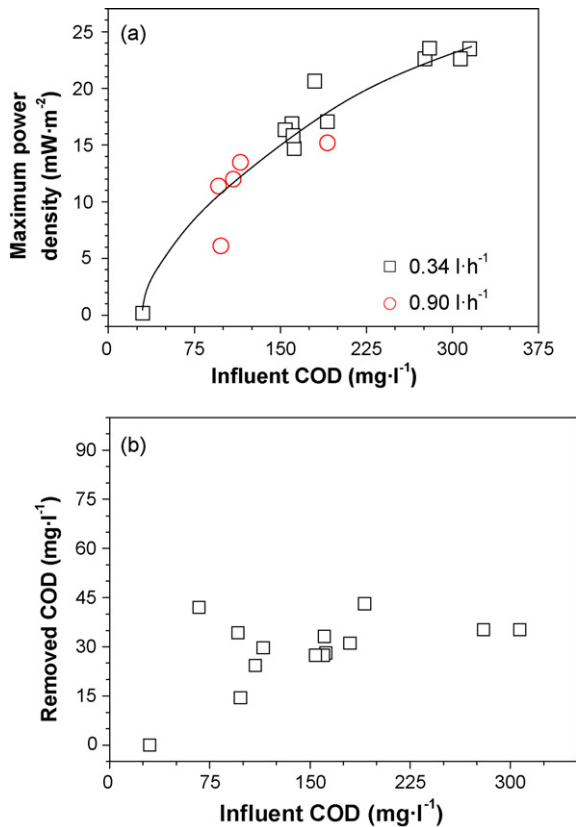 (a)
Maximum power
density (mW·m⁻²)
25
20
15
10
5
0
0.34 l·h⁻¹
0.90 l·h⁻¹
0 75 150 225 300 375
Influent COD (mg·l⁻¹)
(b)
Removed COD (mg·l⁻¹)
90
75
60
45
30
15
0
0 75 150 225 300
Influent COD (mg·l⁻¹)